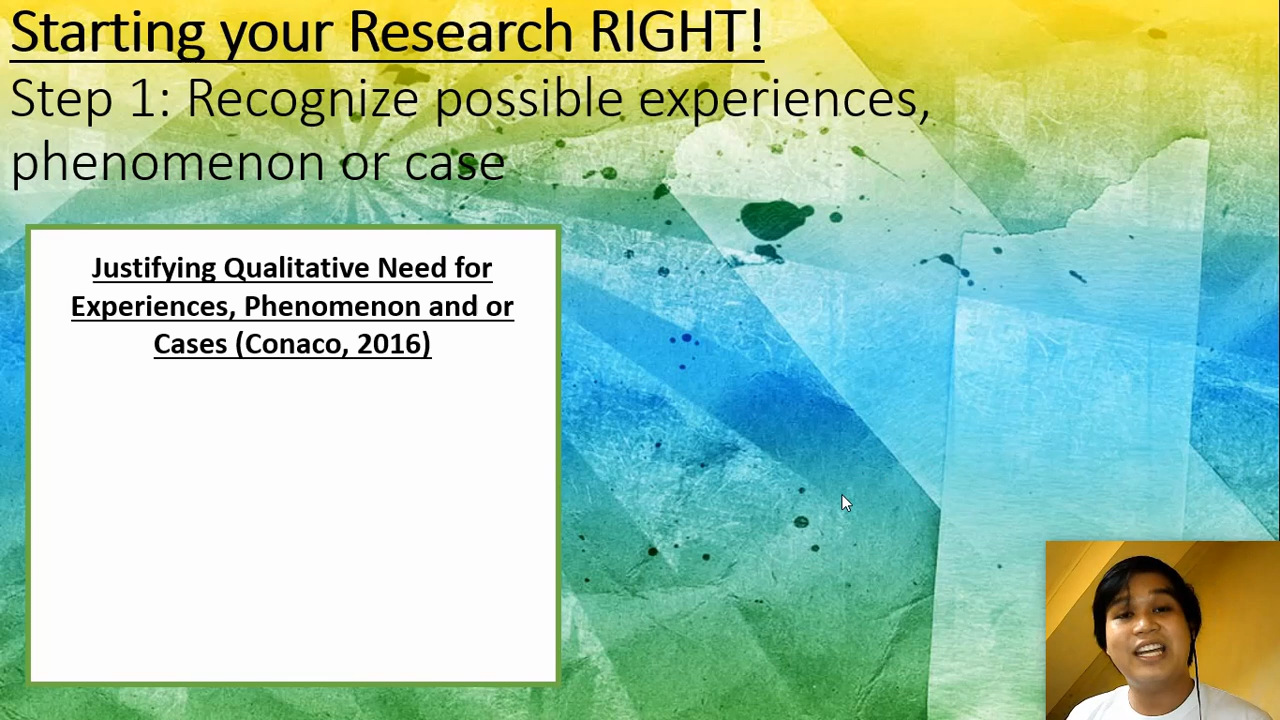 Starting your Research RIGHT!
Step 1: Recognize possible experiences,
phenomenon or case
Justifying Qualitative Need for
Experiences, Phenomenon and or
Cases (Conaco, 2016)